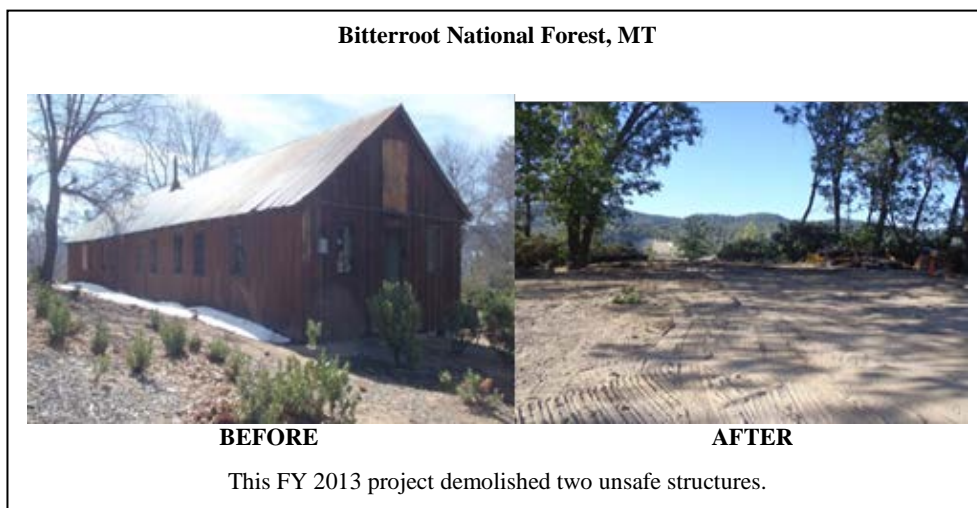 Bitterroot National Forest, MT
BEFORE
AFTER
This FY 2013 project demolished two unsafe structures.